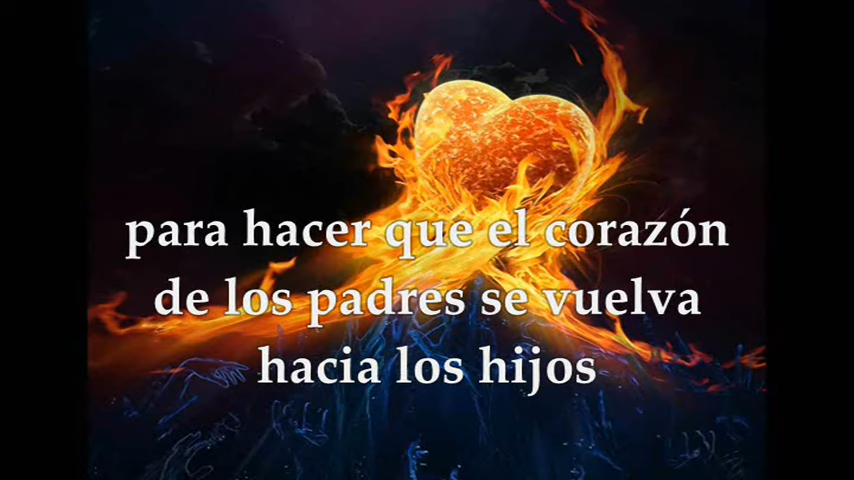 para hacer que el corazón
de los padres se vuelva
hacia los hijos